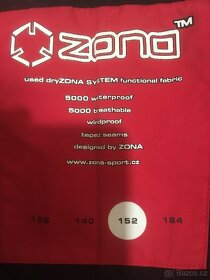 ZONA™
used dryZONA SYSTEM functional fabric
5000 waterproof
5000 breathable
windproof
taped seams
designed by ZONA
www.zona-sport.cz
128 140 152 164
Bazoš.cz